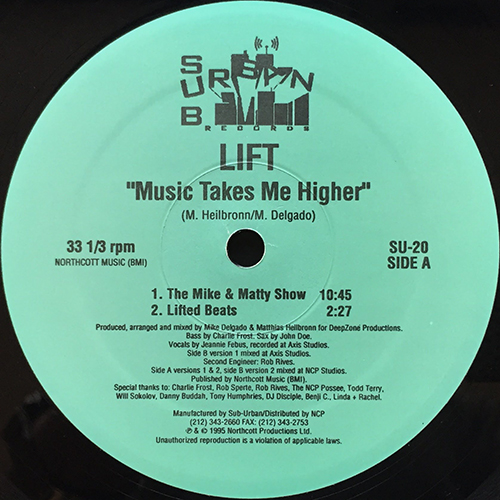 SUB URBAN
RECORDS
LIFT
"Music Takes Me Higher"
(M. Heilbronn/M. Delgado)
33 1/3 rpm
NORTHCOTT MUSIC (BMI)
SU-20
SIDE A
1. The Mike & Matty Show 10:45
2. Lifted Beats 2:27
Produced, arranged and mixed by Mike Delgado & Matthias Heilbronn for DeepZone Productions.
Bass by Charlie Frost. Sax by John Doe.
Vocals by Jeannie Febus, recorded at Axis Studios.
Side B version 1 mixed at Axis Studios.
Second Engineer: Rob Rives.
Side A versions 1 & 2, side B version 2 mixed at NCP Studios.
Published by Northcott Music (BMI).
Special thanks to: Charlie Frost, Rob Sperte, Rob Rives, The NCP Possee, Todd Terry,
Will Sokolov, Danny Buddah, Tony Humphries, DJ Disciple, Benji C., Linda + Rachel.
Manufactured by Sub-Urban/Distributed by NCP
(212) 343-2660 FAX: (212) 343-2753
℗ & © 1995 Northcott Productions Ltd.
Unauthorized reproduction is a violation of applicable laws.